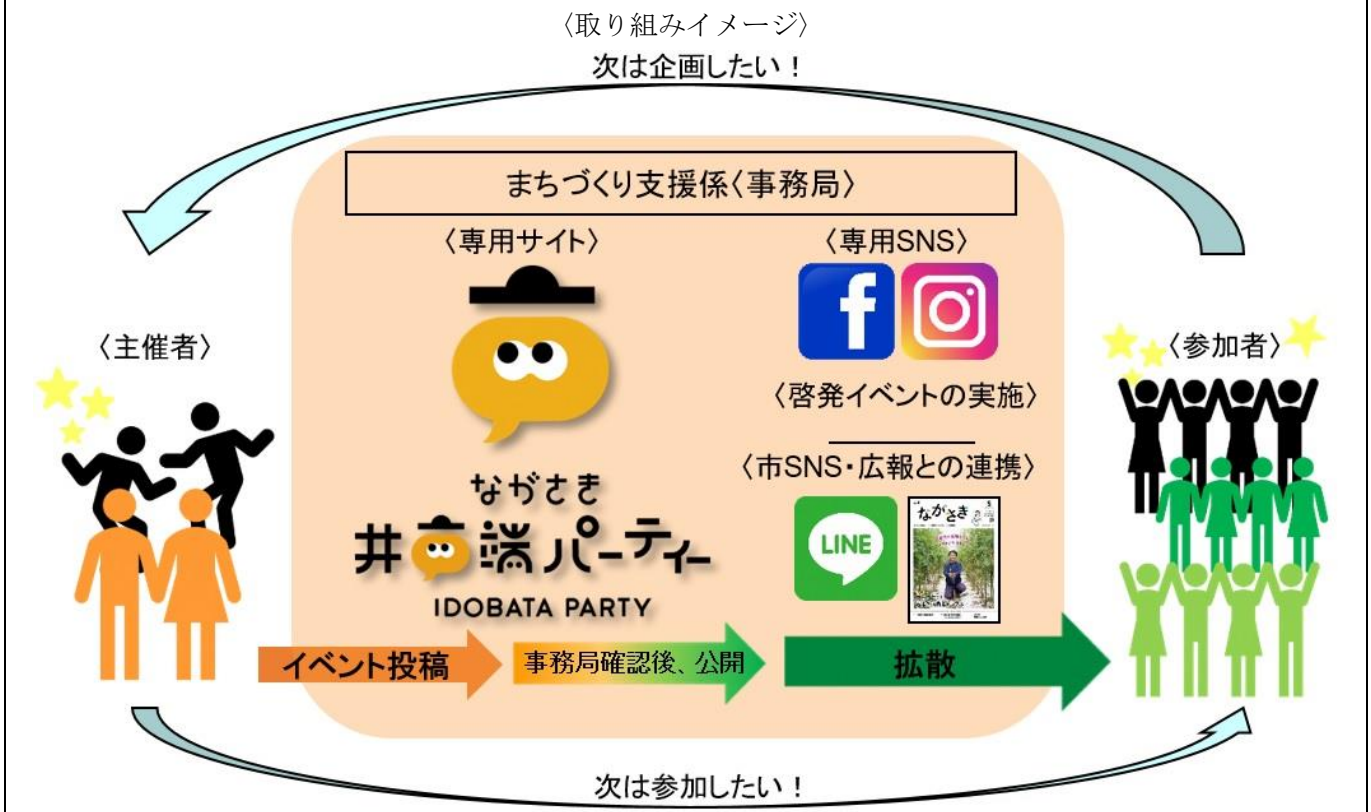 〈取り組みイメージ〉
次は企画したい！
まちづくり支援係〈事務局〉
〈専用サイト〉
〈専用SNS〉
〈主催者〉
〈参加者〉
〈啓発イベントの実施〉
〈市SNS・広報との連携〉
ながさき
井戸端パーティー
IDOBATA PARTY
LINE
ながさき
イベント投稿
事務局確認後、公開
拡散
次は参加したい！